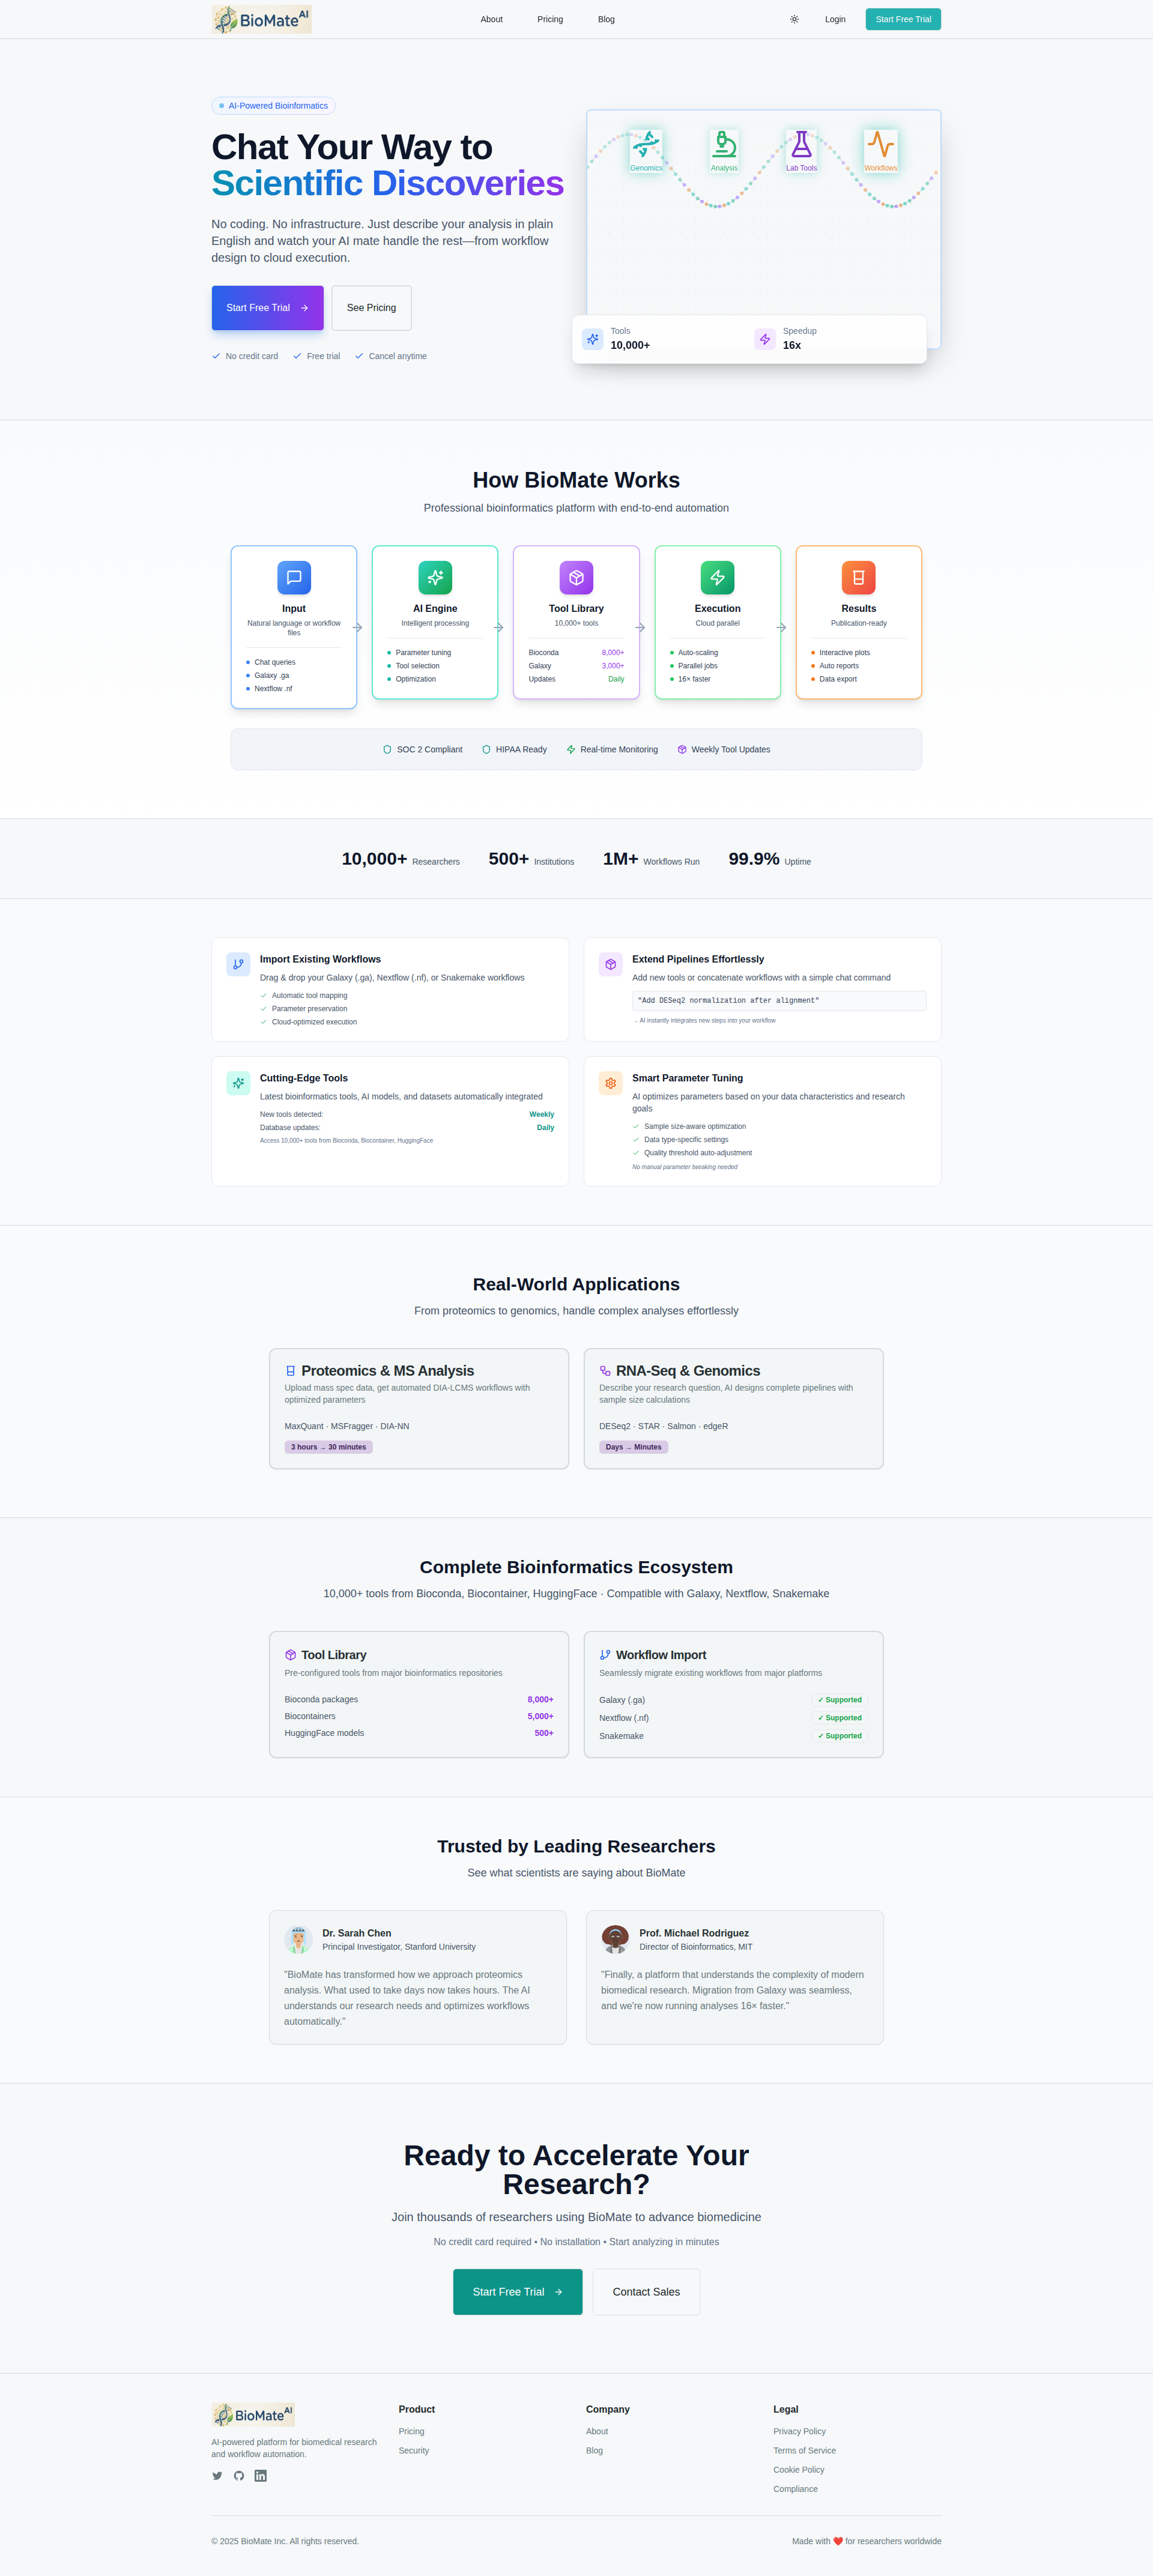 BioMate AI
About
Pricing
Blog
Login
Start Free Trial
AI-Powered Bioinformatics
Chat Your Way to
Scientific Discoveries
No coding. No infrastructure. Just describe your analysis in plain
English and watch your AI mate handle the rest—from workflow
design to cloud execution.
Start Free Trial
See Pricing
No credit card
Free trial
Cancel anytime
Genomics
Analysis
Lab Tools
Workflows
Tools
10,000+
Speedup
16x
How BioMate Works
Professional bioinformatics platform with end-to-end automation
Input
Natural language or workflow
files
Chat queries
Galaxy .ga
Nextflow .nf
AI Engine
Intelligent processing
Parameter tuning
Tool selection
Optimization
Tool Library
10,000+ tools
Bioconda 8,000+
Galaxy 3,000+
Updates Daily
Execution
Cloud parallel
Auto-scaling
Parallel jobs
16× faster
Results
Publication-ready
Interactive plots
Auto reports
Data export
SOC 2 Compliant
HIPAA Ready
Real-time Monitoring
Weekly Tool Updates
10,000+ Researchers
500+ Institutions
1M+ Workflows Run
99.9% Uptime
Import Existing Workflows
Drag & drop your Galaxy (.ga), Nextflow (.nf), or Snakemake workflows
Automatic tool mapping
Parameter preservation
Cloud-optimized execution
Extend Pipelines Effortlessly
Add new tools or concatenate workflows with a simple chat command
"Add DESeq2 normalization after alignment"
→ AI instantly integrates new steps into your workflow
Cutting-Edge Tools
Latest bioinformatics tools, AI models, and datasets automatically integrated
New tools detected: Weekly
Database updates: Daily
Access 10,000+ tools from Bioconda, Biocontainer, HuggingFace
Smart Parameter Tuning
AI optimizes parameters based on your data characteristics and research
goals
Sample size-aware optimization
Data type-specific settings
Quality threshold auto-adjustment
No manual parameter tweaking needed
Real-World Applications
From proteomics to genomics, handle complex analyses effortlessly
Proteomics & MS Analysis
Upload mass spec data, get automated DIA-LCMS workflows with
optimized parameters
MaxQuant · MSFragger · DIA-NN
3 hours → 30 minutes
RNA-Seq & Genomics
Describe your research question, AI designs complete pipelines with
sample size calculations
DESeq2 · STAR · Salmon · edgeR
Days → Minutes
Complete Bioinformatics Ecosystem
10,000+ tools from Bioconda, Biocontainer, HuggingFace · Compatible with Galaxy, Nextflow, Snakemake
Tool Library
Pre-configured tools from major bioinformatics repositories
Bioconda packages 8,000+
Biocontainers 5,000+
HuggingFace models 500+
Workflow Import
Seamlessly migrate existing workflows from major platforms
Galaxy (.ga) ✓ Supported
Nextflow (.nf) ✓ Supported
Snakemake ✓ Supported
Trusted by Leading Researchers
See what scientists are saying about BioMate
Dr. Sarah Chen
Principal Investigator, Stanford University
"BioMate has transformed how we approach proteomics
analysis. What used to take days now takes hours. The AI
understands our research needs and optimizes workflows
automatically."
Prof. Michael Rodriguez
Director of Bioinformatics, MIT
"Finally, a platform that understands the complexity of modern
biomedical research. Migration from Galaxy was seamless,
and we're now running analyses 16× faster."
Ready to Accelerate Your
Research?
Join thousands of researchers using BioMate to advance biomedicine
No credit card required • No installation • Start analyzing in minutes
Start Free Trial
Contact Sales
BioMate AI
AI-powered platform for biomedical research
and workflow automation.
Product
Pricing
Security
Company
About
Blog
Legal
Privacy Policy
Terms of Service
Cookie Policy
Compliance
© 2025 BioMate Inc. All rights reserved.
Made with ❤️ for researchers worldwide